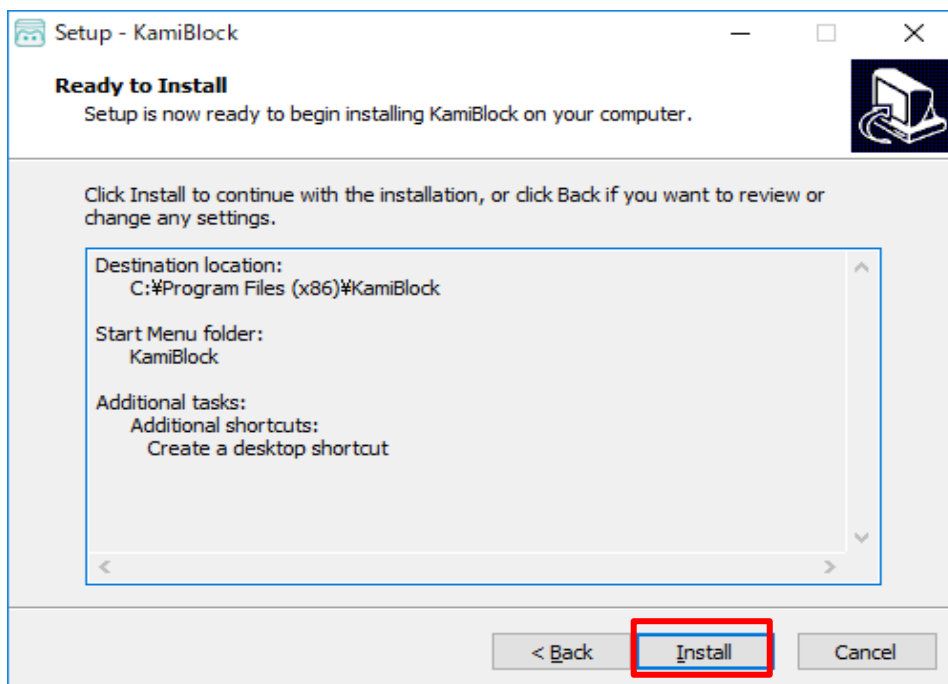 Setup - KamiBlock
Ready to Install
Setup is now ready to begin installing KamiBlock on your computer.
Click Install to continue with the installation, or click Back if you want to review or
change any settings.
Destination location:
C:¥Program Files (x86)¥KamiBlock
Start Menu folder:
KamiBlock
Additional tasks:
Additional shortcuts:
Create a desktop shortcut
< Back
Install
Cancel